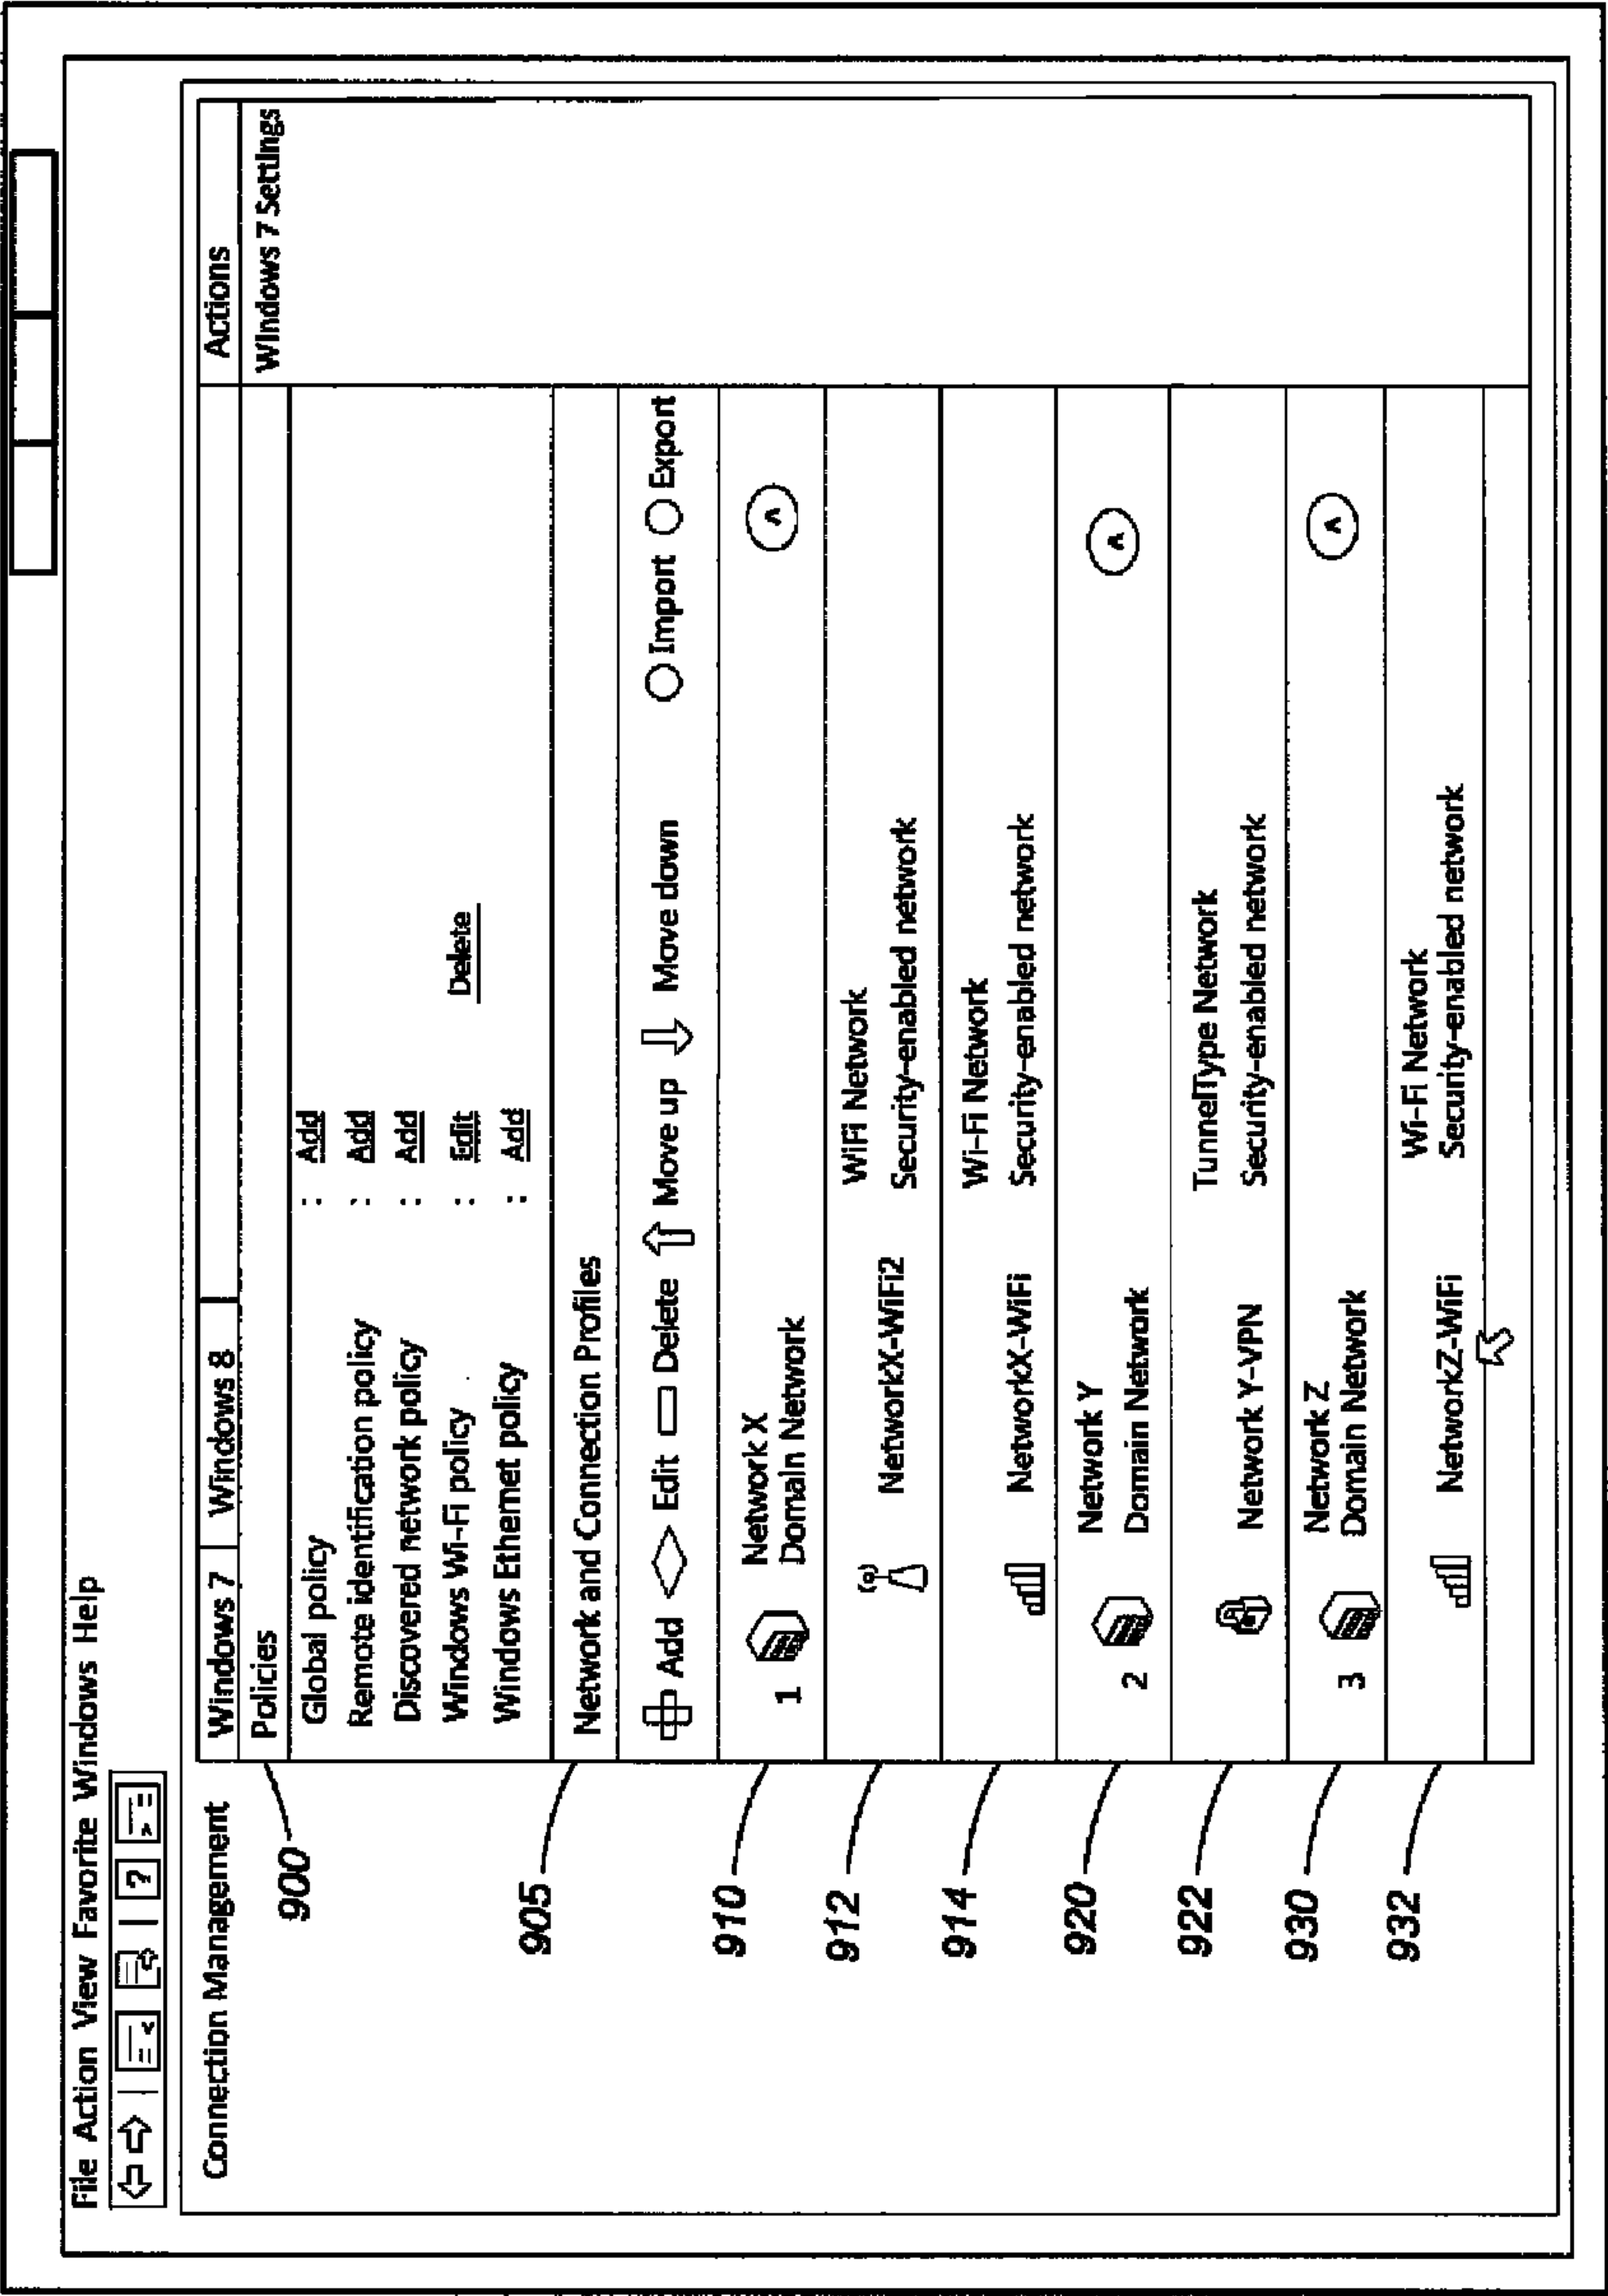 File Action View Favorite Windows Help
?
Connection Management
Windows 7 Windows 8 Actions
900 Policies Windows 7 Settings
Global policy : Add
Remote identification policy : Add
Discovered network policy : Add
Windows Wi-Fi policy : Edit Delete
Windows Ethernet policy : Add
905 Network and Connection Profiles
Add Edit Delete Move up Move down Import Export
910 1 Network X
Domain Network
912 NetworkX-WiFi2 WiFi Network
Security-enabled network
914 NetworkX-WiFi Wi-Fi Network
Security-enabled network
920 2 Network Y
Domain Network
922 Network Y-VPN TunnelType Network
Security-enabled network
930 3 Network Z
Domain Network
932 NetworkZ-WiFi Wi-Fi Network
Security-enabled network